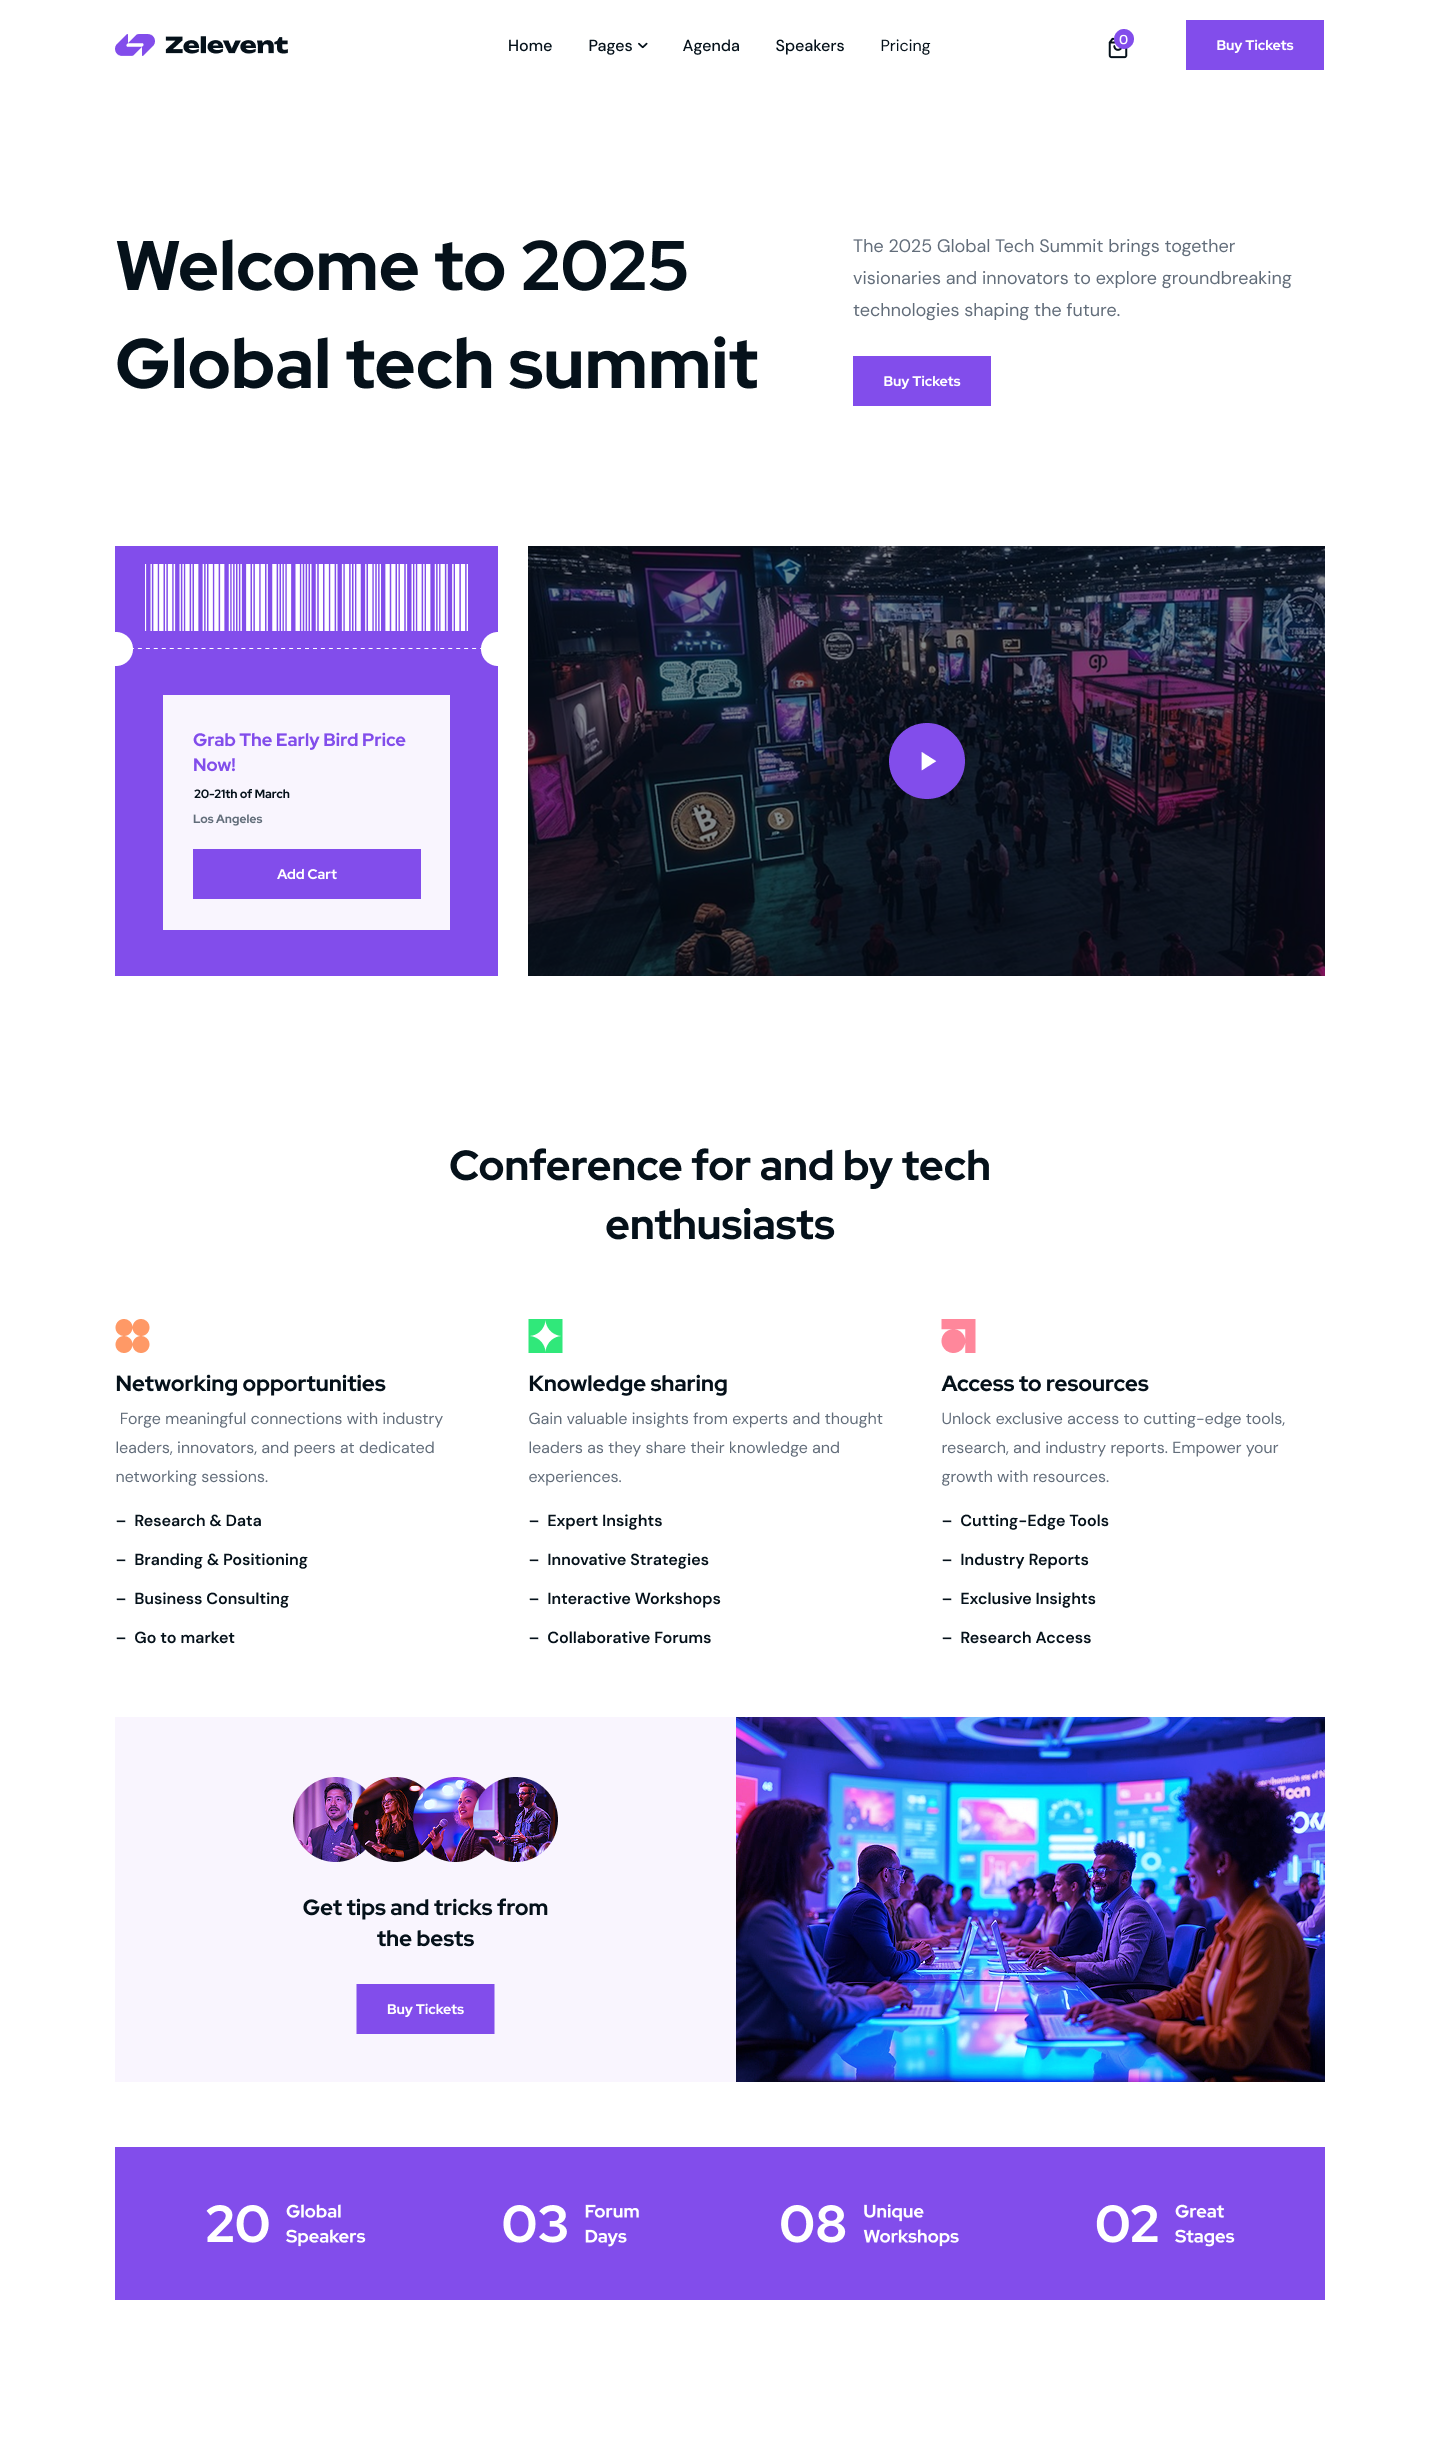 Zelevent
Home Pages Agenda Speakers Pricing
0
Buy Tickets
Welcome to 2025
Global tech summit
The 2025 Global Tech Summit brings together
visionaries and innovators to explore groundbreaking
technologies shaping the future.
Buy Tickets
Grab The Early Bird Price
Now!
20-21th of March
Los Angeles
Add Cart
Conference for and by tech
enthusiasts
Networking opportunities
Forge meaningful connections with industry
leaders, innovators, and peers at dedicated
networking sessions.
– Research & Data
– Branding & Positioning
– Business Consulting
– Go to market
Knowledge sharing
Gain valuable insights from experts and thought
leaders as they share their knowledge and
experiences.
– Expert Insights
– Innovative Strategies
– Interactive Workshops
– Collaborative Forums
Access to resources
Unlock exclusive access to cutting-edge tools,
research, and industry reports. Empower your
growth with resources.
– Cutting-Edge Tools
– Industry Reports
– Exclusive Insights
– Research Access
Get tips and tricks from
the bests
Buy Tickets
20 Global
Speakers
03 Forum
Days
08 Unique
Workshops
02 Great
Stages